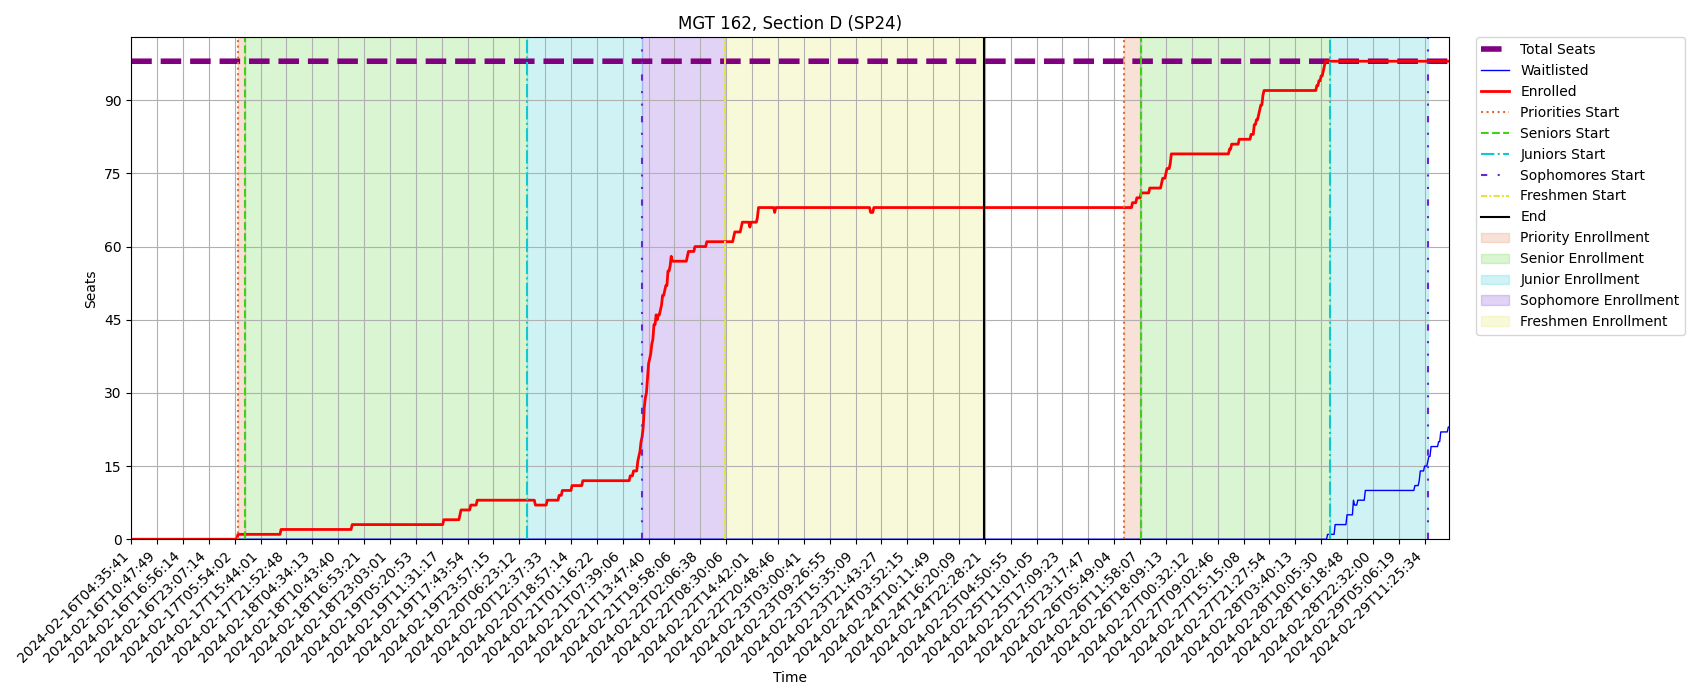 MGT 162, Section D (SP24)
Total Seats
Waitlisted
Enrolled
Priorities Start
Seniors Start
Juniors Start
Sophomores Start
Freshmen Start
End
Priority Enrollment
Senior Enrollment
Junior Enrollment
Sophomore Enrollment
Freshmen Enrollment
Seats
90
75
60
45
30
15
0
2024-02-16T04:35:41
2024-02-16T10:47:49
2024-02-16T16:56:14
2024-02-16T23:07:14
2024-02-17T05:54:02
2024-02-17T15:44:01
2024-02-17T21:52:48
2024-02-18T04:34:13
2024-02-18T10:43:40
2024-02-18T16:53:21
2024-02-18T23:03:01
2024-02-19T05:20:53
2024-02-19T11:31:17
2024-02-19T17:43:54
2024-02-19T23:57:15
2024-02-20T06:23:12
2024-02-20T12:37:33
2024-02-20T18:57:14
2024-02-21T01:16:22
2024-02-21T07:39:06
2024-02-21T13:47:40
2024-02-21T19:58:06
2024-02-22T02:06:38
2024-02-22T08:30:06
2024-02-22T14:42:01
2024-02-22T20:48:46
2024-02-23T03:00:41
2024-02-23T09:26:55
2024-02-23T15:35:09
2024-02-23T21:43:27
2024-02-24T03:52:15
2024-02-24T10:11:49
2024-02-24T16:20:09
2024-02-24T22:28:21
2024-02-25T04:50:55
2024-02-25T11:01:05
2024-02-25T17:09:23
2024-02-25T23:17:47
2024-02-26T05:49:04
2024-02-26T11:58:07
2024-02-26T18:09:13
2024-02-27T00:32:12
2024-02-27T09:02:46
2024-02-27T15:15:08
2024-02-27T21:27:54
2024-02-28T03:40:13
2024-02-28T10:05:30
2024-02-28T16:18:48
2024-02-28T22:32:00
2024-02-29T05:06:19
2024-02-29T11:25:34
Time